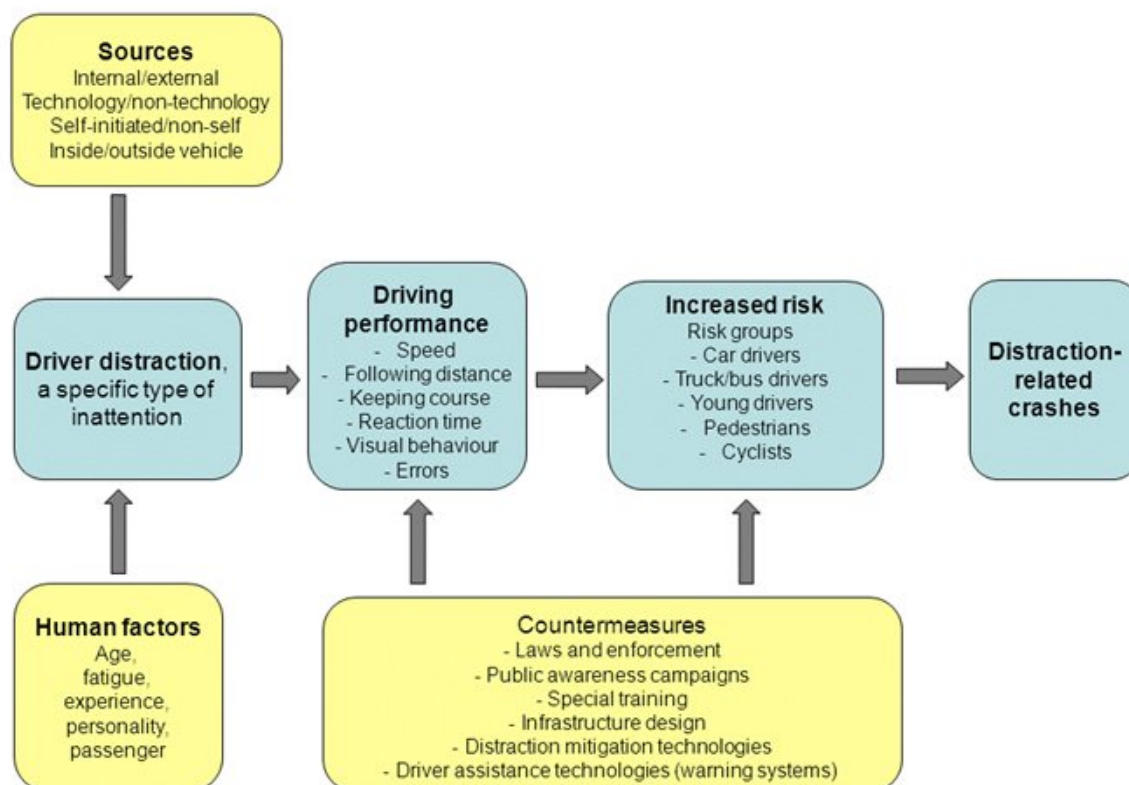 Sources
Internal/external
Technology/non-technology
Self-initiated/non-self
Inside/outside vehicle
Driver distraction,
a specific type of
inattention
Driving
performance
- Speed
- Following distance
- Keeping course
- Reaction time
- Visual behaviour
- Errors
Increased risk
Risk groups
- Car drivers
- Truck/bus drivers
- Young drivers
- Pedestrians
- Cyclists
Distraction-
related
crashes
Human factors
Age,
fatigue,
experience,
personality,
passenger
Countermeasures
- Laws and enforcement
- Public awareness campaigns
- Special training
- Infrastructure design
- Distraction mitigation technologies
- Driver assistance technologies (warning systems)